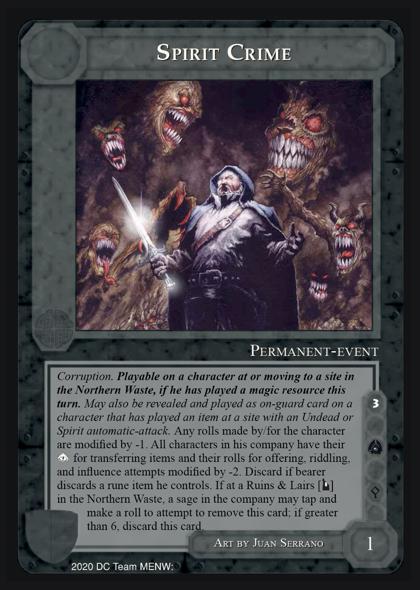 Spirit Crime
Permanent-event
Corruption. Playable on a character at or moving to a site
in the Northern Waste, if he has played a magic resource this
turn. May also be revealed and played as on-guard card on a
character that has played an item at a site with an Undead or
Spirit automatic-attack. Any rolls made by/for the character
are modified by -1. All characters in his company have their
for transferring items and their rolls for offering, riddling,
and influence attempts modified by -2. Discard if bearer
discards a rune item he controls. If at a Ruins & Lairs [ ]
in the Northern Waste, a sage in the company may tap and
make a roll to attempt to remove this card; if greater
than 6, discard this card.
3
Art by Juan Serrano
1
2020 DC Team MENW: